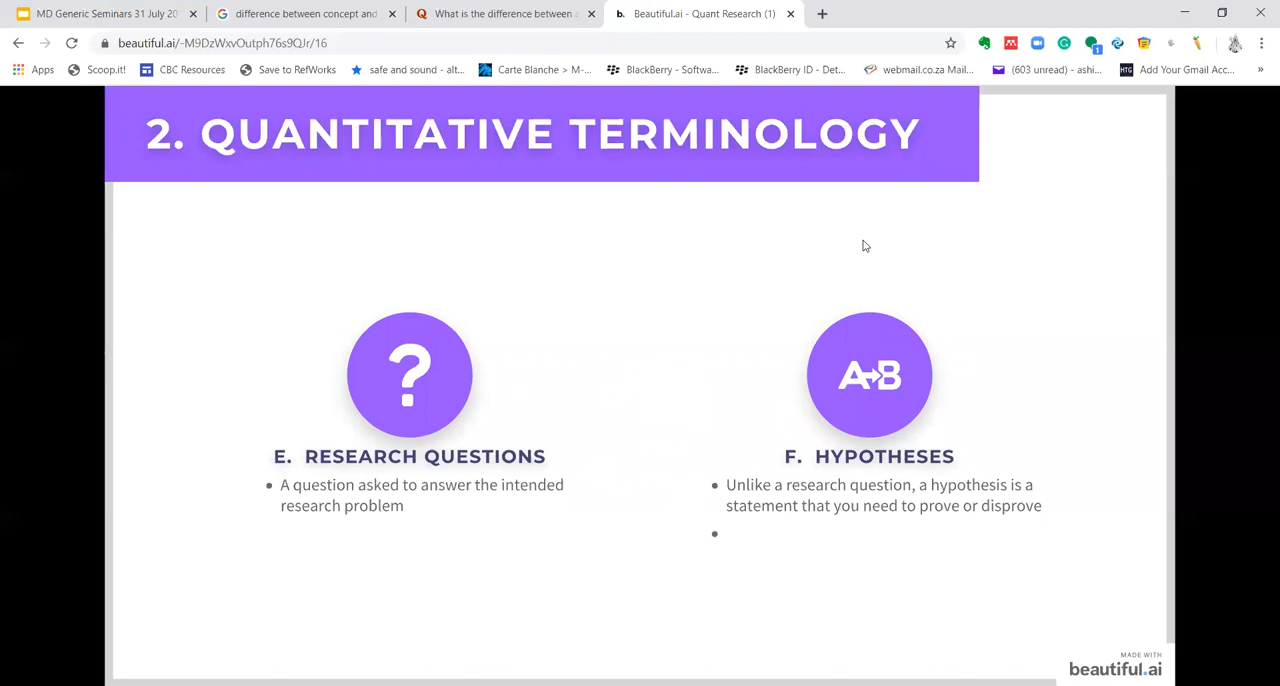 MD Generic Seminars 31 July 20
difference between concept and
What is the difference between a
b. Beautiful.ai - Quant Research (1)
beautiful.ai/-M9DzWxvOutph76s9QJr/16
Apps Scoop.it! CBC Resources Save to RefWorks safe and sound - alt... Carte Blanche > M-... BlackBerry - Softwa... BlackBerry ID - Det... webmail.co.za Mail... (603 unread) - ashi... HTG Add Your Gmail Acc... »
2. QUANTITATIVE TERMINOLOGY
?
E. RESEARCH QUESTIONS
• A question asked to answer the intended
research problem
A→B
F. HYPOTHESES
• Unlike a research question, a hypothesis is a
statement that you need to prove or disprove
•
MADE WITH
beautiful.ai